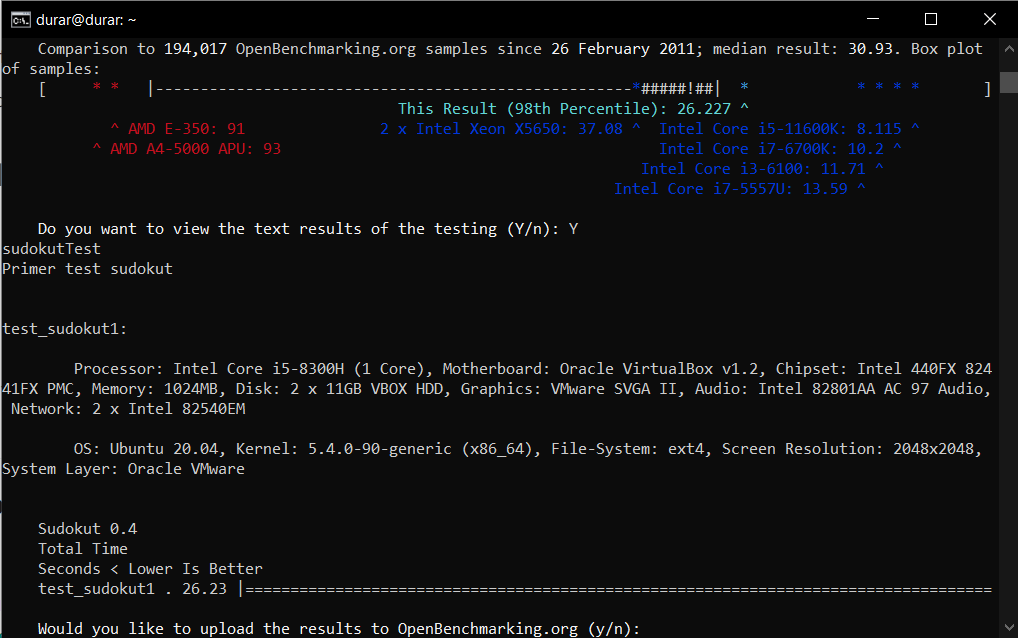 durar@durar: ~
    Comparison to 194,017 OpenBenchmarking.org samples since 26 February 2011; median result: 30.93. Box plot
of samples:
    [     * *   |-----------------------------------------------------*#####!##|  *            * * * *       ]
                                            This Result (98th Percentile): 26.227 ^
            ^ AMD E-350: 91               2 x Intel Xeon X5650: 37.08 ^  Intel Core i5-11600K: 8.115 ^
          ^ AMD A4-5000 APU: 93                                          Intel Core i7-6700K: 10.2 ^
                                                                       Intel Core i3-6100: 11.71 ^
                                                                    Intel Core i7-5557U: 13.59 ^
    Do you want to view the text results of the testing (Y/n): Y
sudokutTest
Primer test sudokut
test_sudokut1:
        Processor: Intel Core i5-8300H (1 Core), Motherboard: Oracle VirtualBox v1.2, Chipset: Intel 440FX 824
41FX PMC, Memory: 1024MB, Disk: 2 x 11GB VBOX HDD, Graphics: VMware SVGA II, Audio: Intel 82801AA AC 97 Audio,
 Network: 2 x Intel 82540EM
        OS: Ubuntu 20.04, Kernel: 5.4.0-90-generic (x86_64), File-System: ext4, Screen Resolution: 2048x2048,
System Layer: Oracle VMware
    Sudokut 0.4
    Total Time
    Seconds < Lower Is Better
    test_sudokut1 . 26.23 |===================================================================================
    Would you like to upload the results to OpenBenchmarking.org (y/n):